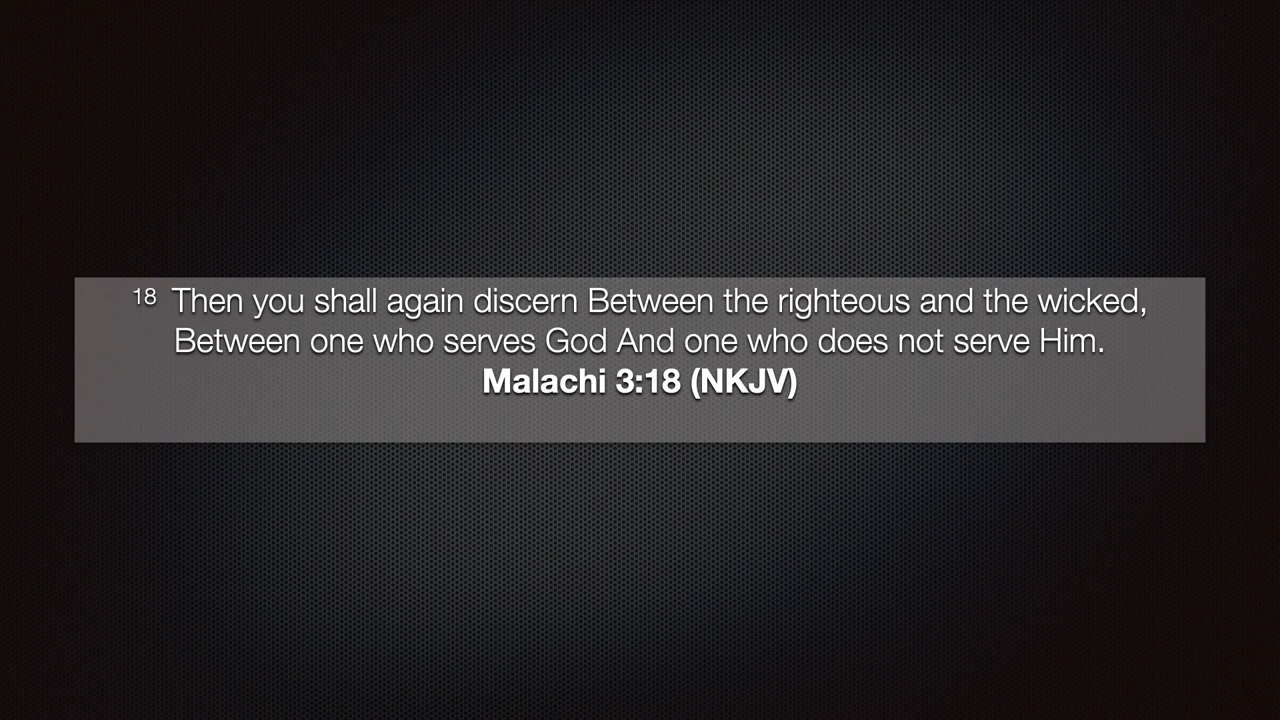 18 Then you shall again discern Between the righteous and the wicked,
Between one who serves God And one who does not serve Him.
Malachi 3:18 (NKJV)